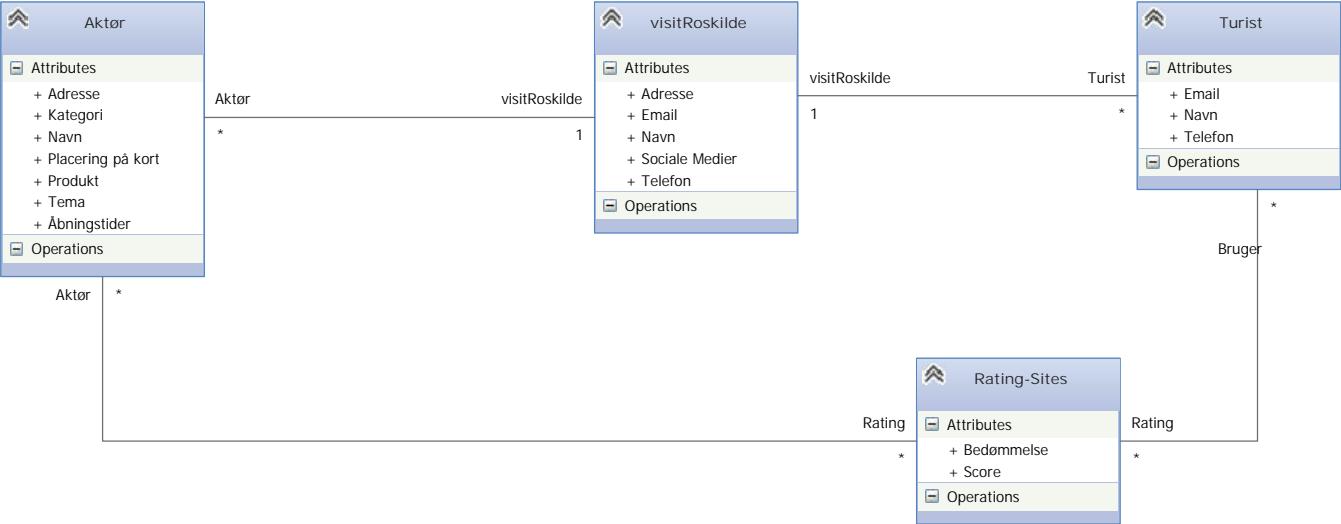 Aktør
Attributes
+ Adresse
+ Kategori
+ Navn
+ Placering på kort
+ Produkt
+ Tema
+ Åbningstider
Operations
Aktør
*
visitRoskilde
1
visitRoskilde
Attributes
+ Adresse
+ Email
+ Navn
+ Sociale Medier
+ Telefon
Operations
visitRoskilde
1
Turist
*
Turist
Attributes
+ Email
+ Navn
+ Telefon
Operations
*
Bruger
Aktør *
Rating
*
Rating-Sites
Attributes
+ Bedømmelse
+ Score
Operations
Rating
*